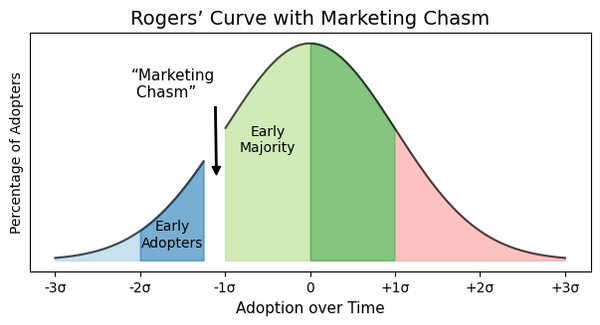 Rogers’ Curve with Marketing Chasm
“Marketing
Chasm”
Early
Majority
Early
Adopters
Percentage of Adopters
-3σ -2σ -1σ 0 +1σ +2σ +3σ
Adoption over Time